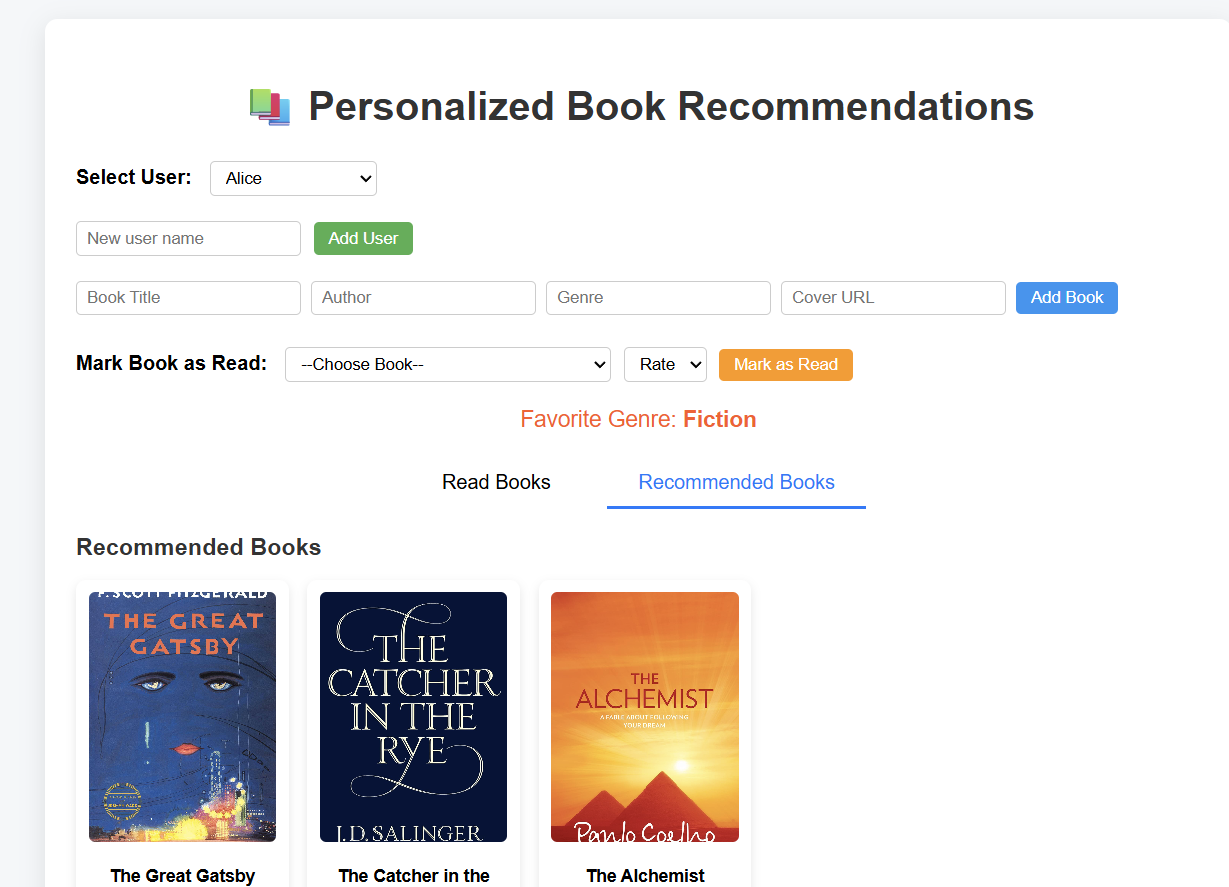 Personalized Book Recommendations
Select User: Alice
New user name Add User
Book Title Author Genre Cover URL Add Book
Mark Book as Read: --Choose Book-- Rate Mark as Read
Favorite Genre: Fiction
Read Books Recommended Books
Recommended Books
F. SCOTT FITZGERALD
THE GREAT
GATSBY
THE
CATCHER
IN THE
RYE
J.D. SALINGER
THE
ALCHEMIST
A FABLE ABOUT FOLLOWING
YOUR DREAM
Paulo Coelho
The Great Gatsby
The Catcher in the
The Alchemist